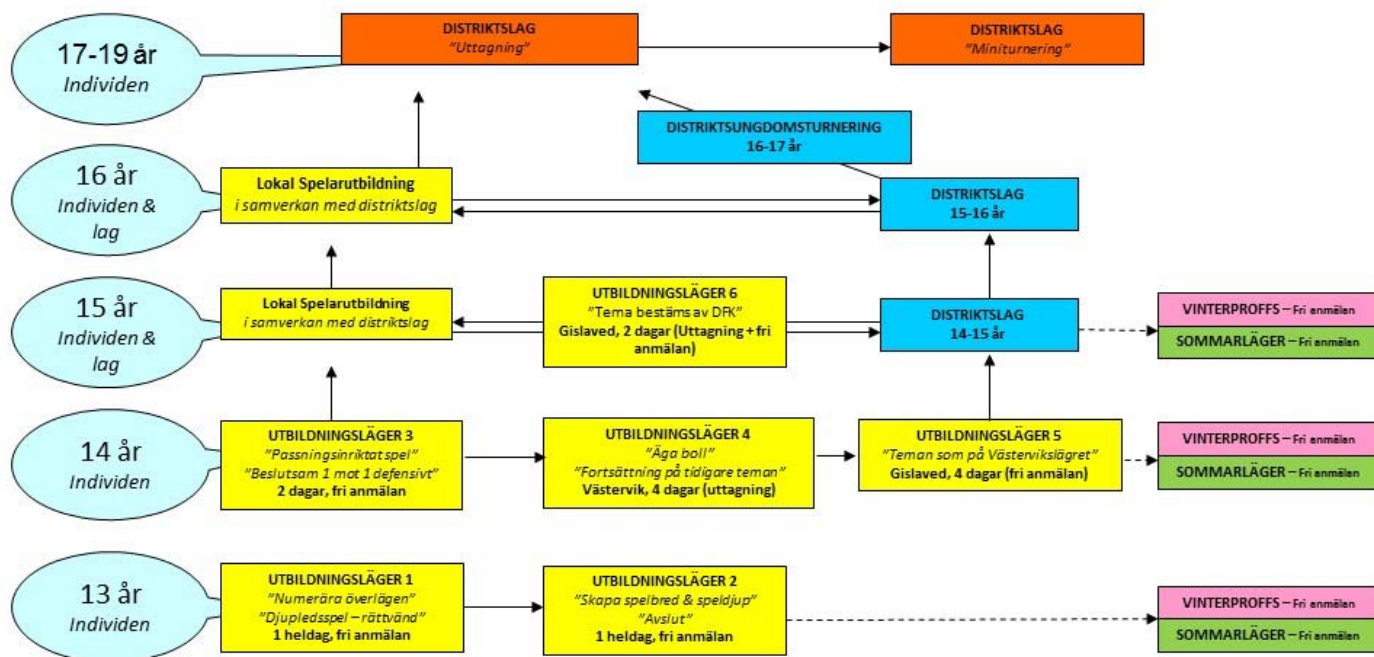 17-19 år
Individen
DISTRIKTSLAG
"Uttagning"
DISTRIKTSLAG
"Miniturnering"
DISTRIKTSUNGDOMSTURNERING
16-17 år
16 år
Individen &
lag
Lokal Spelarutbildning
i samverkan med distriktslag
DISTRIKTSLAG
15-16 år
15 år
Individen &
lag
Lokal Spelarutbildning
i samverkan med distriktslag
UTBILDNINGSLÄGER 6
"Tema bestäms av DFK"
Gislaved, 2 dagar (Uttagning + fri
anmälan)
DISTRIKTSLAG
14-15 år
VINTERPROFFS – Fri anmälan
SOMMARLÄGER – Fri anmälan
14 år
Individen
UTBILDNINGSLÄGER 3
"Passningsinriktat spel"
"Beslutsam 1 mot 1 defensivt"
2 dagar, fri anmälan
UTBILDNINGSLÄGER 4
"Äga boll"
"Fortsättning på tidigare teman"
Västervik, 4 dagar (uttagning)
UTBILDNINGSLÄGER 5
"Teman som på Västervikslägret"
Gislaved, 4 dagar (fri anmälan)
VINTERPROFFS – Fri anmälan
SOMMARLÄGER – Fri anmälan
13 år
Individen
UTBILDNINGSLÄGER 1
"Numerära överlägen"
"Djupledsspel – rättvänd"
1 heldag, fri anmälan
UTBILDNINGSLÄGER 2
"Skapa spelbred & speldjup"
"Avslut"
1 heldag, fri anmälan
VINTERPROFFS – Fri anmälan
SOMMARLÄGER – Fri anmälan